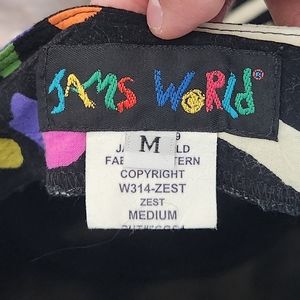 JAMS WORLD®
M
COPYRIGHT
W314-ZEST
ZEST
MEDIUM